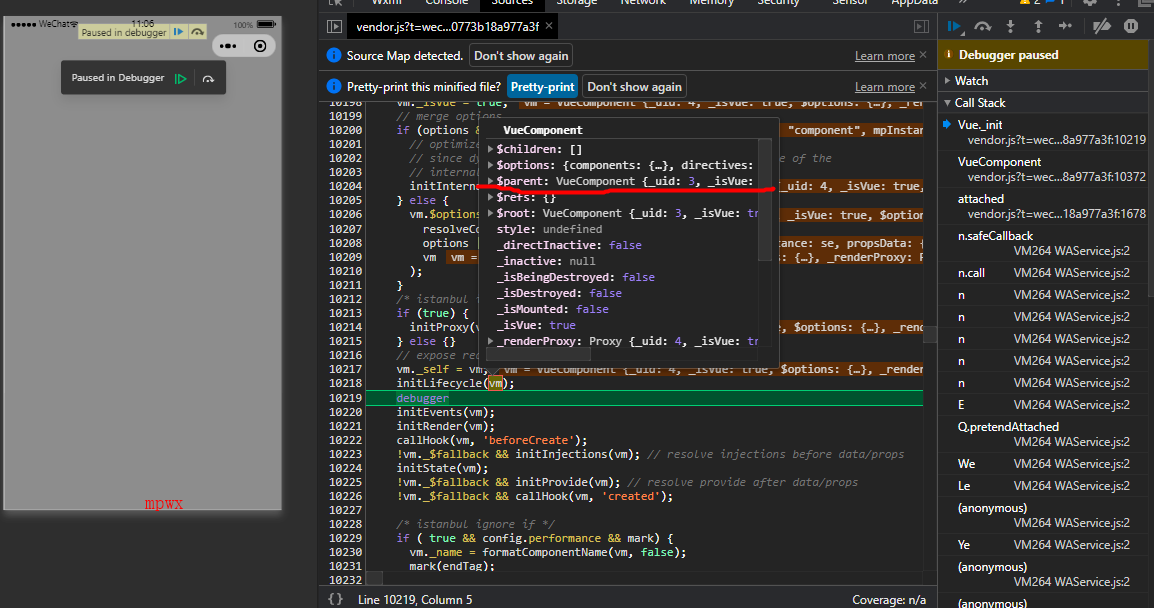 WeChat
11:06
100%
Paused in debugger
Paused in Debugger
mpwx
Wxml
Console
Sources
Storage
Network
Memory
Security
Sensor
AppData
vendor.js?t=wec...0773b18a977a3f ×
Source Map detected.
Don't show again
Learn more ×
Pretty-print this minified file?
Pretty-print
Don't show again
Learn more ×
10198 vm._isVue = true; vm = VueComponent {_uid: 4, _isVue: true, $options: {…}, _ren
10199 // merge options
10200 if (options & "component", mpInstan
10201 // optimize
10202 // since dy e of the
10203 // interna
10204 initIntern _uid: 4, _isVue: true,
10205 } else {
10206 vm.$options , _isVue: true, $option
10207 resolveCo
10208 options | tance: se, propsData: {
10209 vm vm = s: {…}, _renderProxy: P
10210 );
10211 }
10212 /* istanbul i
10213 if (true) {
10214 initProxy(v e, $options: {…}, _rend
10215 } else {}
10216 // expose rea
10217 vm._self = vm; vm = VueComponent {_uid: 4, _isVue: true, $options: {…}, _render
10218 initLifecycle(vm);
10219 debugger
10220 initEvents(vm);
10221 initRender(vm);
10222 callHook(vm, 'beforeCreate');
10223 !vm._$fallback && initInjections(vm); // resolve injections before data/props
10224 initState(vm);
10225 !vm._$fallback && initProvide(vm); // resolve provide after data/props
10226 !vm._$fallback && callHook(vm, 'created');
10227
10228 /* istanbul ignore if */
10229 if ( true && config.performance && mark) {
10230 vm._name = formatComponentName(vm, false);
10231 mark(endTag);
10232
VueComponent
$children: []
$options: {components: {…}, directives:
$parent: VueComponent {_uid: 3, _isVue:
$refs: {}
$root: VueComponent {_uid: 3, _isVue: tr
style: undefined
_directInactive: false
_inactive: null
_isBeingDestroyed: false
_isDestroyed: false
_isMounted: false
_isVue: true
_renderProxy: Proxy {_uid: 4, _isVue: tr
{} Line 10219, Column 5
Coverage: n/a
Debugger paused
Watch
Call Stack
Vue._init
vendor.js?t=wec...8a977a3f:10219
VueComponent
vendor.js?t=wec...8a977a3f:10372
attached
vendor.js?t=wec...18a977a3f:1678
n.safeCallback
VM264 WAService.js:2
n.call VM264 WAService.js:2
n VM264 WAService.js:2
n VM264 WAService.js:2
n VM264 WAService.js:2
n VM264 WAService.js:2
n VM264 WAService.js:2
E VM264 WAService.js:2
Q.pretendAttached
VM264 WAService.js:2
We VM264 WAService.js:2
Le VM264 WAService.js:2
(anonymous)
VM264 WAService.js:2
Ye VM264 WAService.js:2
(anonymous)
VM264 WAService.js:2
(anonymous)